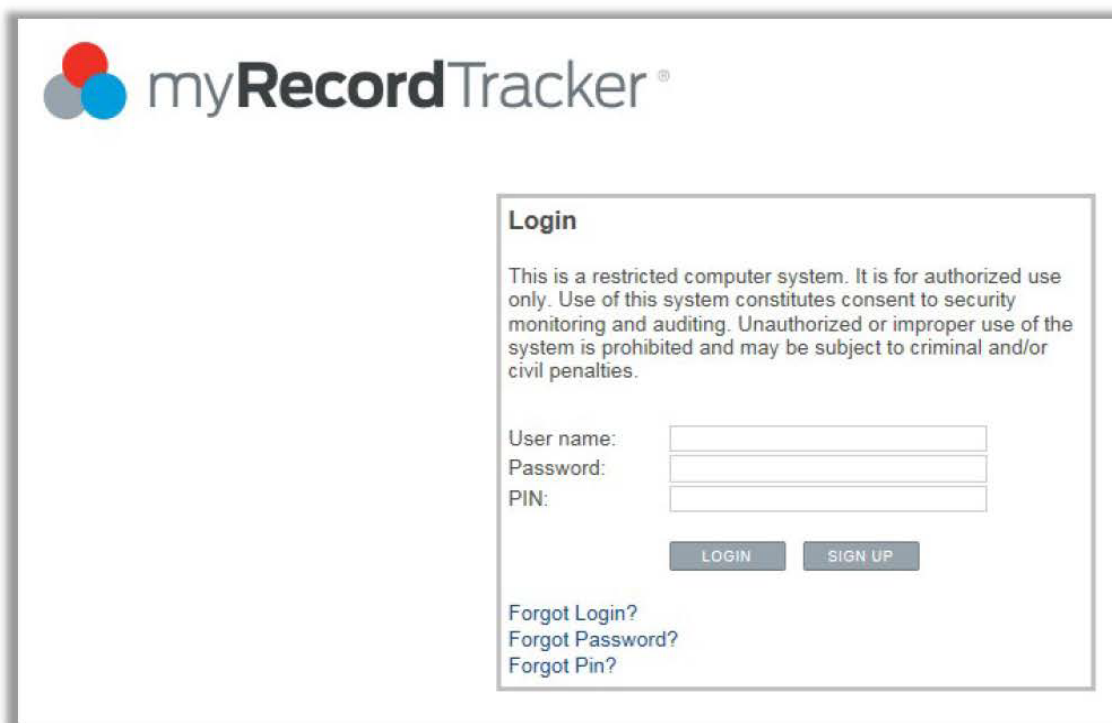 myRecordTracker®
Login
This is a restricted computer system. It is for authorized use
only. Use of this system constitutes consent to security
monitoring and auditing. Unauthorized or improper use of the
system is prohibited and may be subject to criminal and/or
civil penalties.
User name:
Password:
PIN:
LOGIN SIGN UP
Forgot Login?
Forgot Password?
Forgot Pin?